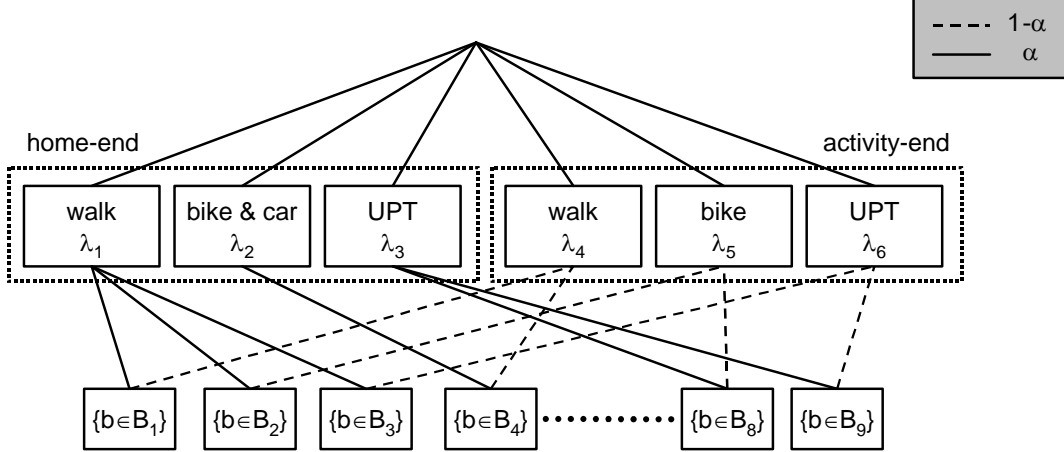 1-α
α
home-end
activity-end
walk
λ1
bike & car
λ2
UPT
λ3
walk
λ4
bike
λ5
UPT
λ6
{b∈B1}
{b∈B2}
{b∈B3}
{b∈B4}
{b∈B8}
{b∈B9}